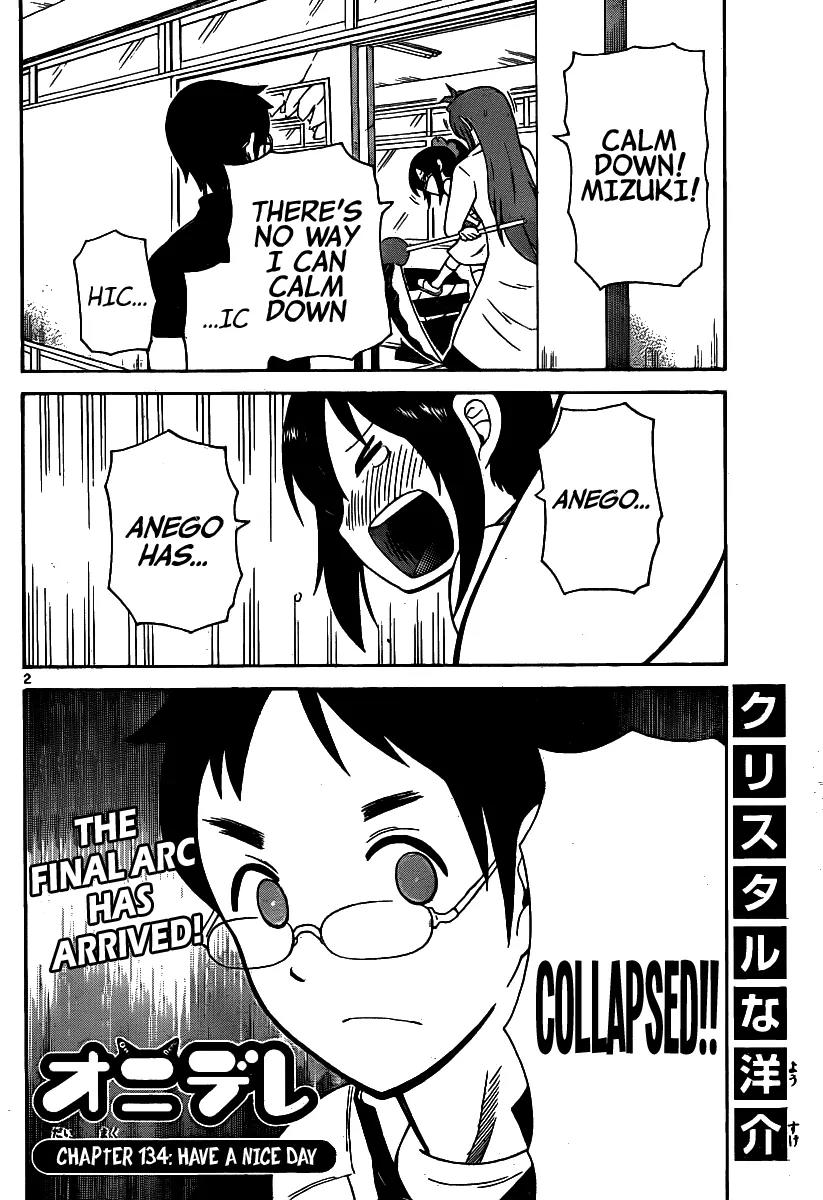 CALM
DOWN!
MIZUKI!
THERE'S
NO WAY
I CAN
CALM
DOWN
...IC
HIC...
ANEGO...
ANEGO
HAS...
2
COLLAPSED!!
THE
FINAL ARC
HAS
ARRIVED!
オニデレ
CHAPTER 134: HAVE A NICE DAY
クリスタルな洋介
よう
すけ